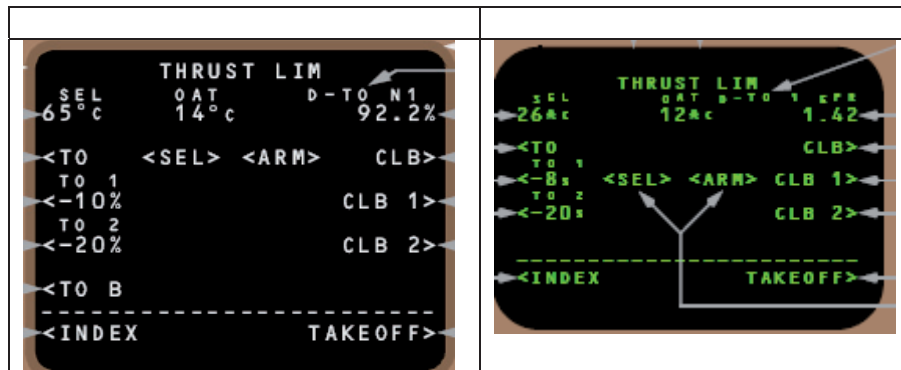 THRUST LIM
SEL OAT D-TO N1
65°c 14°c 92.2%
<TO <SEL> <ARM> CLB>
TO 1
<-10% CLB 1>
TO 2
<-20% CLB 2>
<TO B
<INDEX TAKEOFF>
THRUST LIM
SEL OAT D-TO 1 EPR
26*c 12*c 1.42
<TO CLB>
TO 1
<-8s <SEL> <ARM> CLB 1>
TO 2
<-20s CLB 2>
<INDEX TAKEOFF>